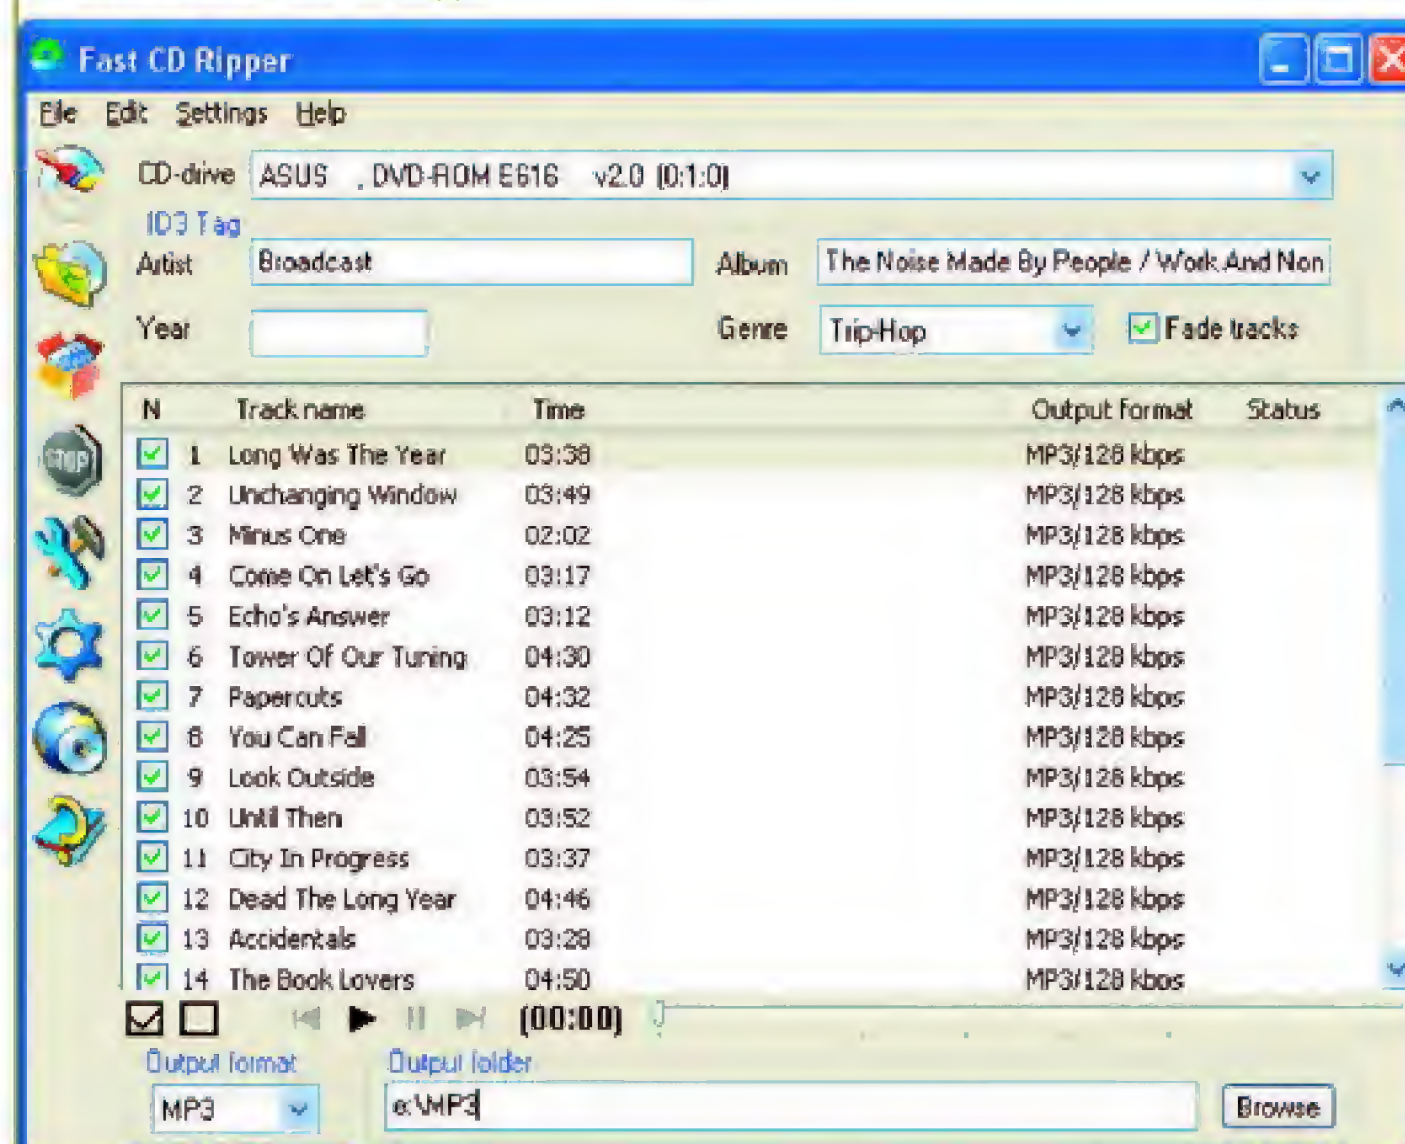 Fast CD Ripper
File Edit Settings Help
CD-drive ASUS , DVD-ROM E616 v2.0 (0:1:0)
ID3 Tag
Artist Broadcast Album The Noise Made By People / Work And Non
Year Genre Trip-Hop Fade tracks
N Track name Time Output format Status
1 Long Was The Year 03:38 MP3/128 kbps
2 Unchanging Window 03:49 MP3/128 kbps
3 Minus One 02:02 MP3/128 kbps
4 Come On Let's Go 03:17 MP3/128 kbps
5 Echo's Answer 03:12 MP3/128 kbps
6 Tower Of Our Tuning 04:30 MP3/128 kbps
7 Papercuts 04:32 MP3/128 kbps
8 You Can Fall 04:25 MP3/128 kbps
9 Look Outside 03:54 MP3/128 kbps
10 Until Then 03:52 MP3/128 kbps
11 City In Progress 03:37 MP3/128 kbps
12 Dead The Long Year 04:46 MP3/128 kbps
13 Accidentals 03:28 MP3/128 kbps
14 The Book Lovers 04:50 MP3/128 kbps
(00:00)
Output format Output folder
MP3 e:\MP3 Browse
STOP